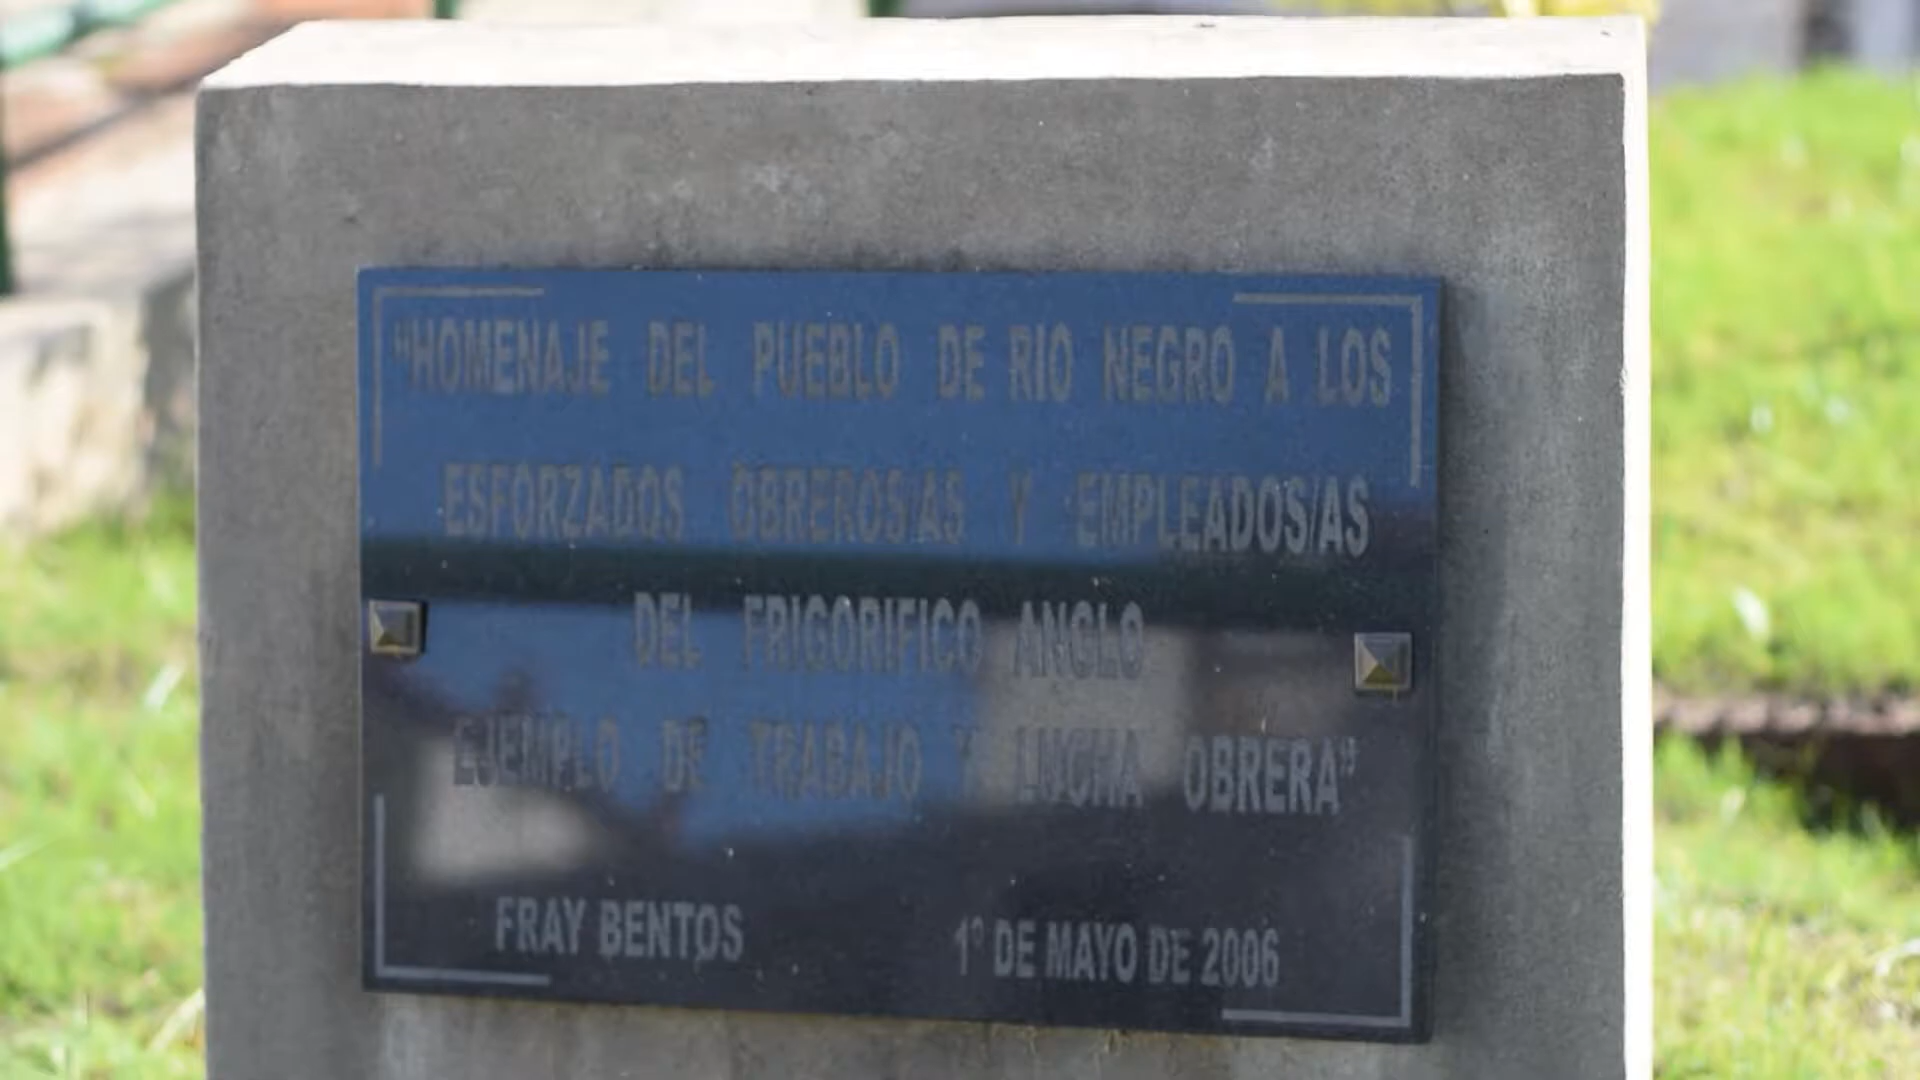 "HOMENAJE DEL PUEBLO DE RIO NEGRO A LOS
ESFORZADOS OBREROS/AS Y EMPLEADOS/AS
DEL FRIGORIFICO ANGLO
EJEMPLO DE TRABAJO Y LUCHA OBRERA"
FRAY BENTOS 1º DE MAYO DE 2006